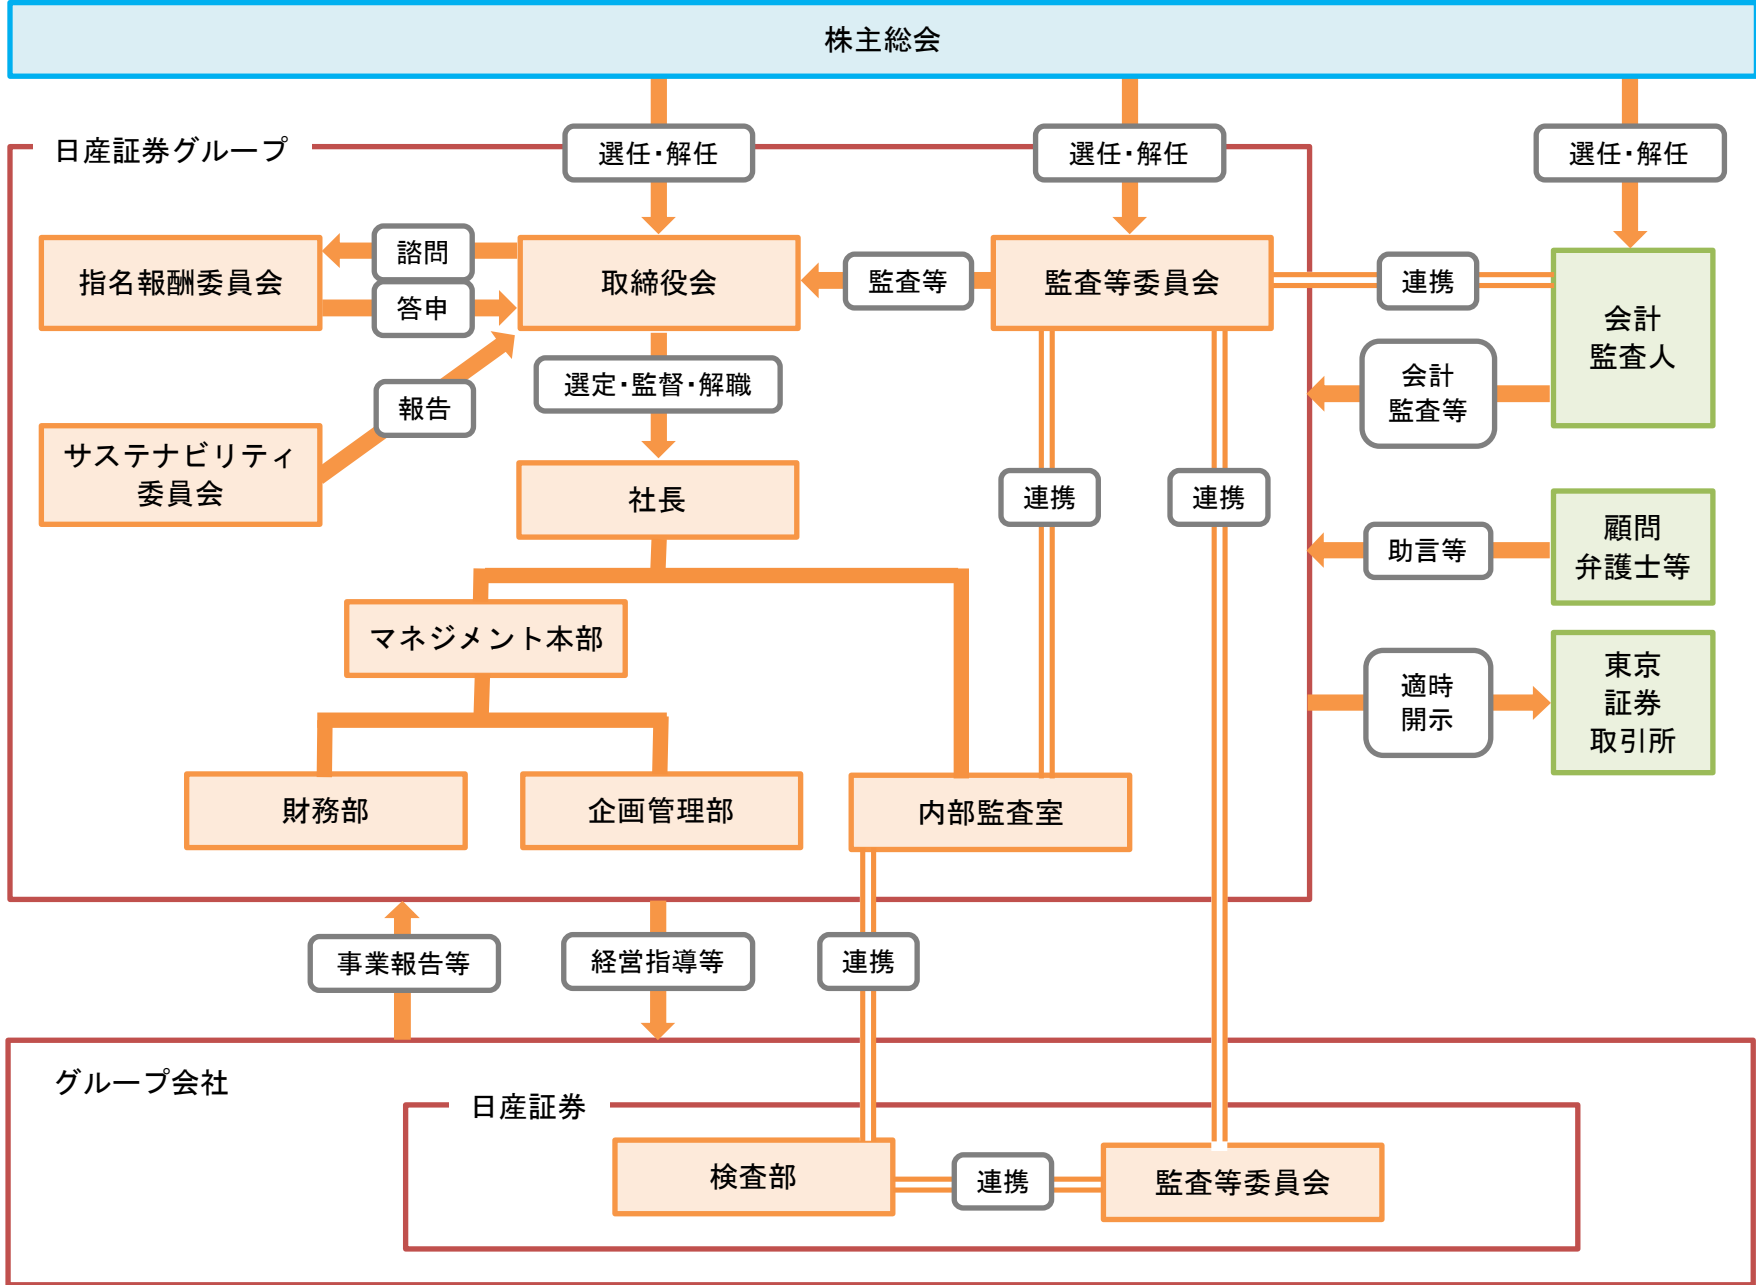 株主総会
選任・解任
選任・解任
選任・解任
日産証券グループ
指名報酬委員会
諮問
答申
取締役会
監査等
監査等委員会
連携
会計
監査人
選定・監督・解職
会計
監査等
報告
サステナビリティ
委員会
社長
連携
連携
助言等
顧問
弁護士等
マネジメント本部
適時
開示
東京
証券
取引所
財務部
企画管理部
内部監査室
事業報告等
経営指導等
連携
グループ会社
日産証券
検査部
連携
監査等委員会